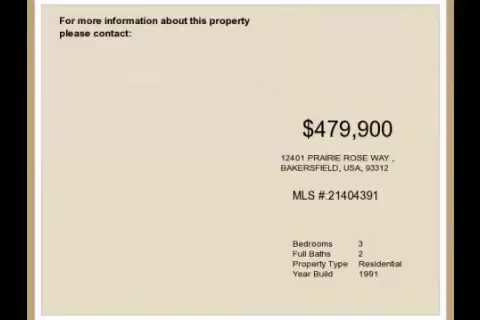 For more information about this property
please contact:
$479,900
12401 PRAIRIE ROSE WAY ,
BAKERSFIELD, USA, 93312
MLS #:21404391
Bedrooms 3
Full Baths 2
Property Type Residential
Year Build 1991